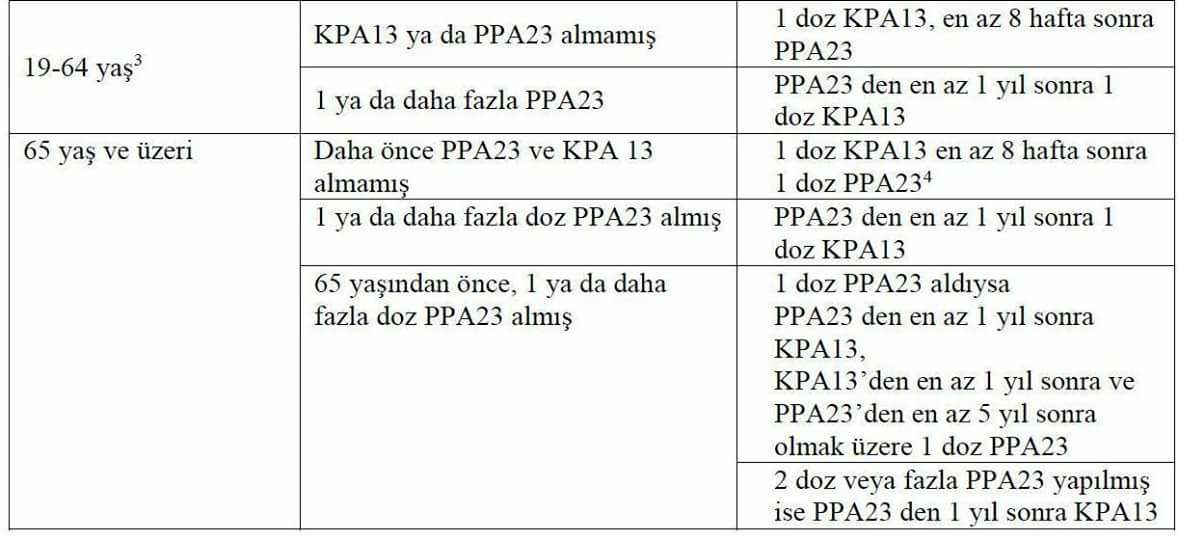 19-64 yaş³
KPA13 ya da PPA23 almamış
1 doz KPA13, en az 8 hafta sonra
PPA23
1 ya da daha fazla PPA23
PPA23 den en az 1 yıl sonra 1
doz KPA13
65 yaş ve üzeri
Daha önce PPA23 ve KPA 13
almamış
1 doz KPA13 en az 8 hafta sonra
1 doz PPA23⁴
1 ya da daha fazla doz PPA23 almış
PPA23 den en az 1 yıl sonra 1
doz KPA13
65 yaşından önce, 1 ya da daha
fazla doz PPA23 almış
1 doz PPA23 aldıysa
PPA23 den en az 1 yıl sonra
KPA13,
KPA13’den en az 1 yıl sonra ve
PPA23’den en az 5 yıl sonra
olmak üzere 1 doz PPA23
2 doz veya fazla PPA23 yapılmış
ise PPA23 den 1 yıl sonra KPA13